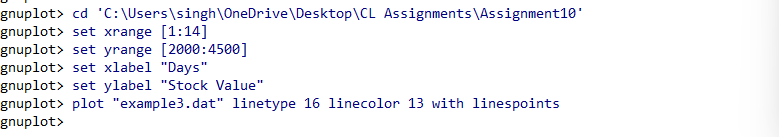 gnuplot> cd 'C:\Users\singh\OneDrive\Desktop\CL Assignments\Assignment10'
gnuplot> set xrange [1:14]
gnuplot> set yrange [2000:4500]
gnuplot> set xlabel "Days"
gnuplot> set ylabel "Stock Value"
gnuplot> plot "example3.dat" linetype 16 linecolor 13 with linespoints
gnuplot>